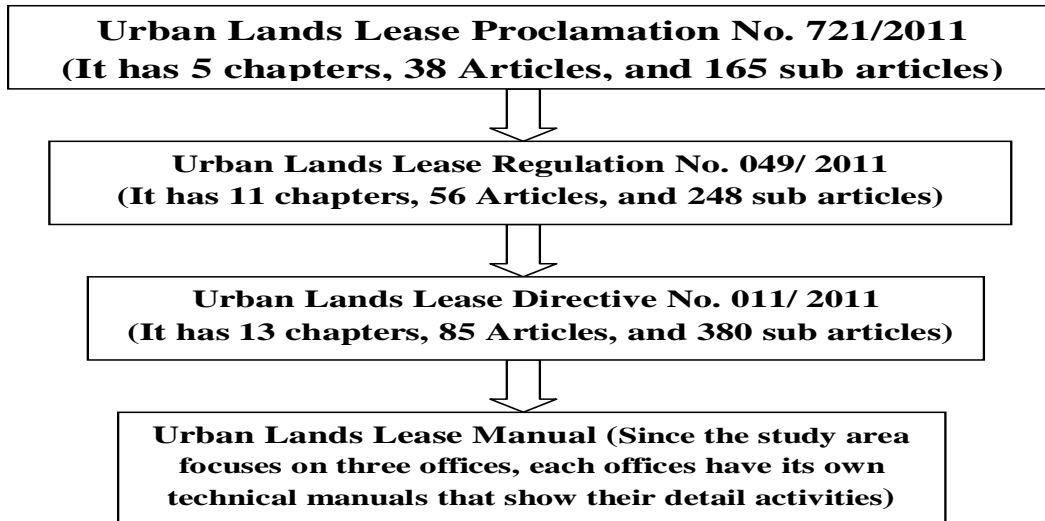 Urban Lands Lease Proclamation No. 721/2011
(It has 5 chapters, 38 Articles, and 165 sub articles)
Urban Lands Lease Regulation No. 049/ 2011
(It has 11 chapters, 56 Articles, and 248 sub articles)
Urban Lands Lease Directive No. 011/ 2011
(It has 13 chapters, 85 Articles, and 380 sub articles)
Urban Lands Lease Manual (Since the study area
focuses on three offices, each offices have its own
technical manuals that show their detail activities)